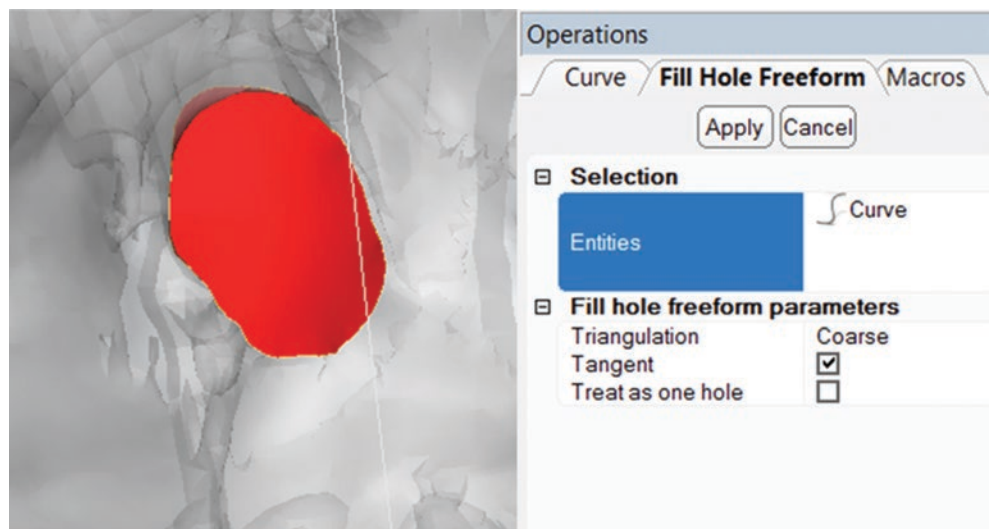 Operations
Curve Fill Hole Freeform Macros
Apply Cancel
Selection
Entities Curve
Fill hole freeform parameters
Triangulation Coarse
Tangent
Treat as one hole